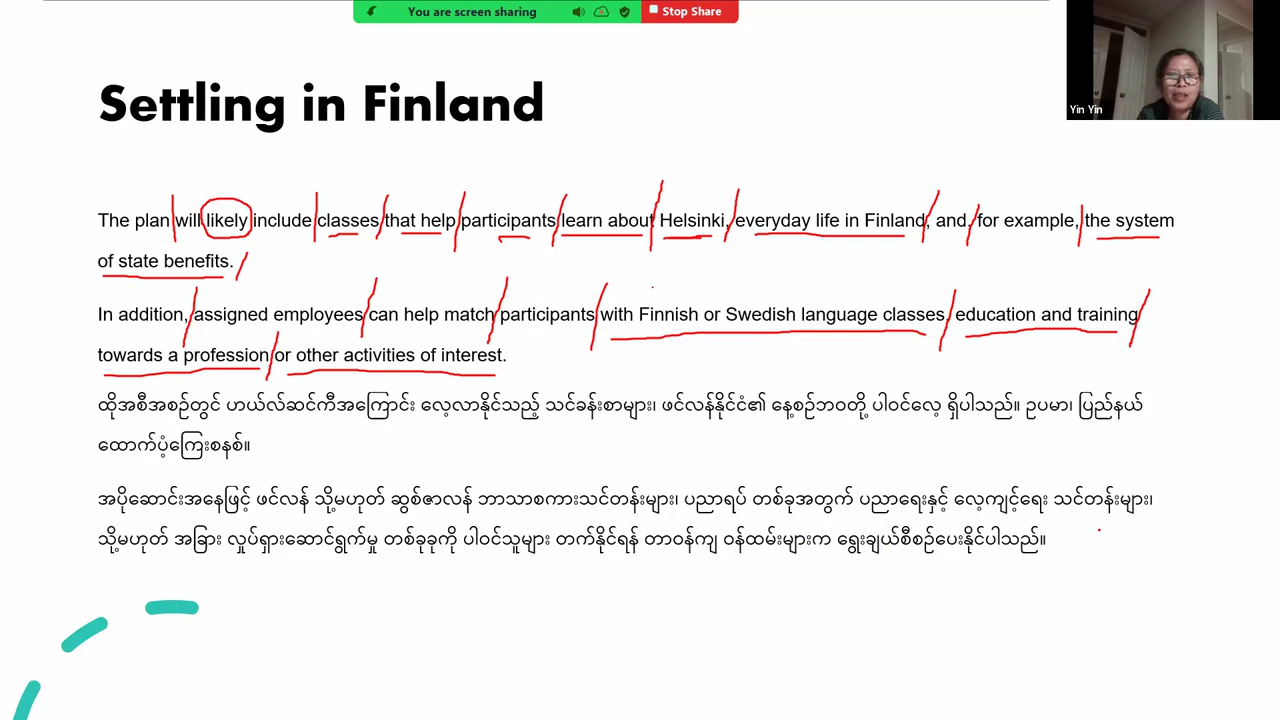 You are screen sharing
Stop Share
Yin Yin
Settling in Finland
The plan will likely include classes that help participants learn about Helsinki, everyday life in Finland, and, for example, the system
of state benefits.
In addition, assigned employees can help match participants with Finnish or Swedish language classes, education and training
towards a profession or other activities of interest.
ထိုအစီအစဉ်တွင် ဟယ်လ်ဆင်ကီအကြောင်း လေ့လာနိုင်သည့် သင်ခန်းစာများ၊ ဖင်လန်နိုင်ငံ၏ နေ့စဉ်ဘဝတို့ ပါဝင်လေ့ ရှိပါသည်။ ဥပမာ၊ ပြည်နယ်
ထောက်ပံ့ကြေးစနစ်။
အပိုဆောင်းအနေဖြင့် ဖင်လန် သို့မဟုတ် ဆွစ်ဇာလန် ဘာသာစကားသင်တန်းများ၊ ပညာရပ် တစ်ခုအတွက် ပညာရေးနှင့် လေ့ကျင့်ရေး သင်တန်းများ၊
သို့မဟုတ် အခြား လှုပ်ရှားဆောင်ရွက်မှု တစ်ခုခုကို ပါဝင်သူများ တက်နိုင်ရန် တာဝန်ကျ ဝန်ထမ်းများက ရွေးချယ်စီစဉ်ပေးနိုင်ပါသည်။